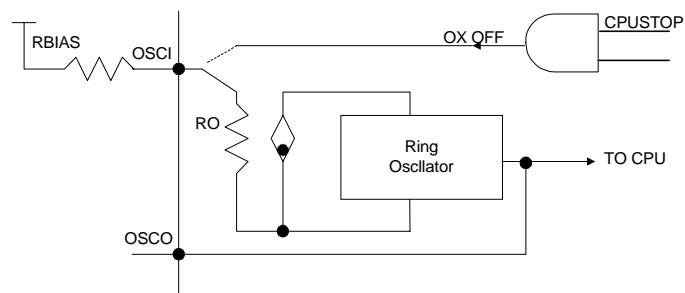 CPUSTOP
RBIAS
OSCI
OX OFF
RO
Ring
Oscllator
TO CPU
OSCO